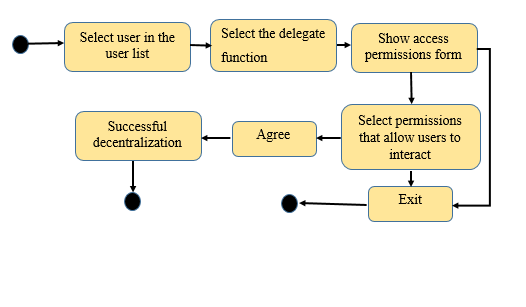 Select user in the
user list
Select the delegate
function
Show access
permissions form
Successful
decentralization
Agree
Select permissions
that allow users to
interact
Exit